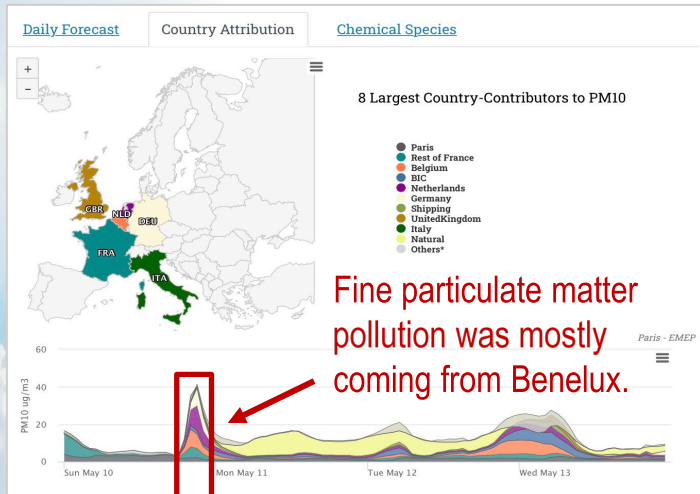 Daily Forecast
Country Attribution
Chemical Species
+
-
8 Largest Country-Contributors to PM10
Paris
Rest of France
Belgium
BIC
Netherlands
Germany
Shipping
UnitedKingdom
Italy
Natural
Others*
GBR
NLD
DEU
FRA
ITA
Fine particulate matter
pollution was mostly
coming from Benelux.
Paris - EMEP
PM10 ug/m3
60
40
20
0
Sun May 10
Mon May 11
Tue May 12
Wed May 13